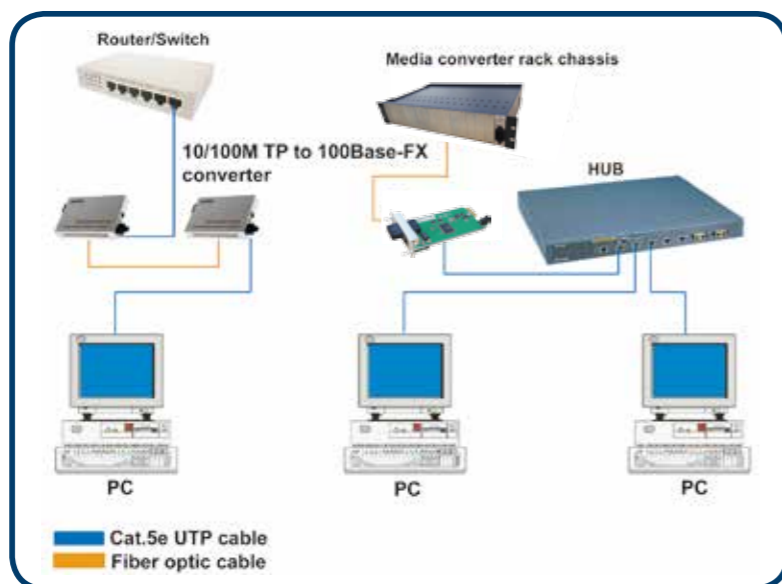 Router/Switch
Media converter rack chassis
10/100M TP to 100Base-FX
converter
HUB
PC
PC
PC
Cat.5e UTP cable
Fiber optic cable